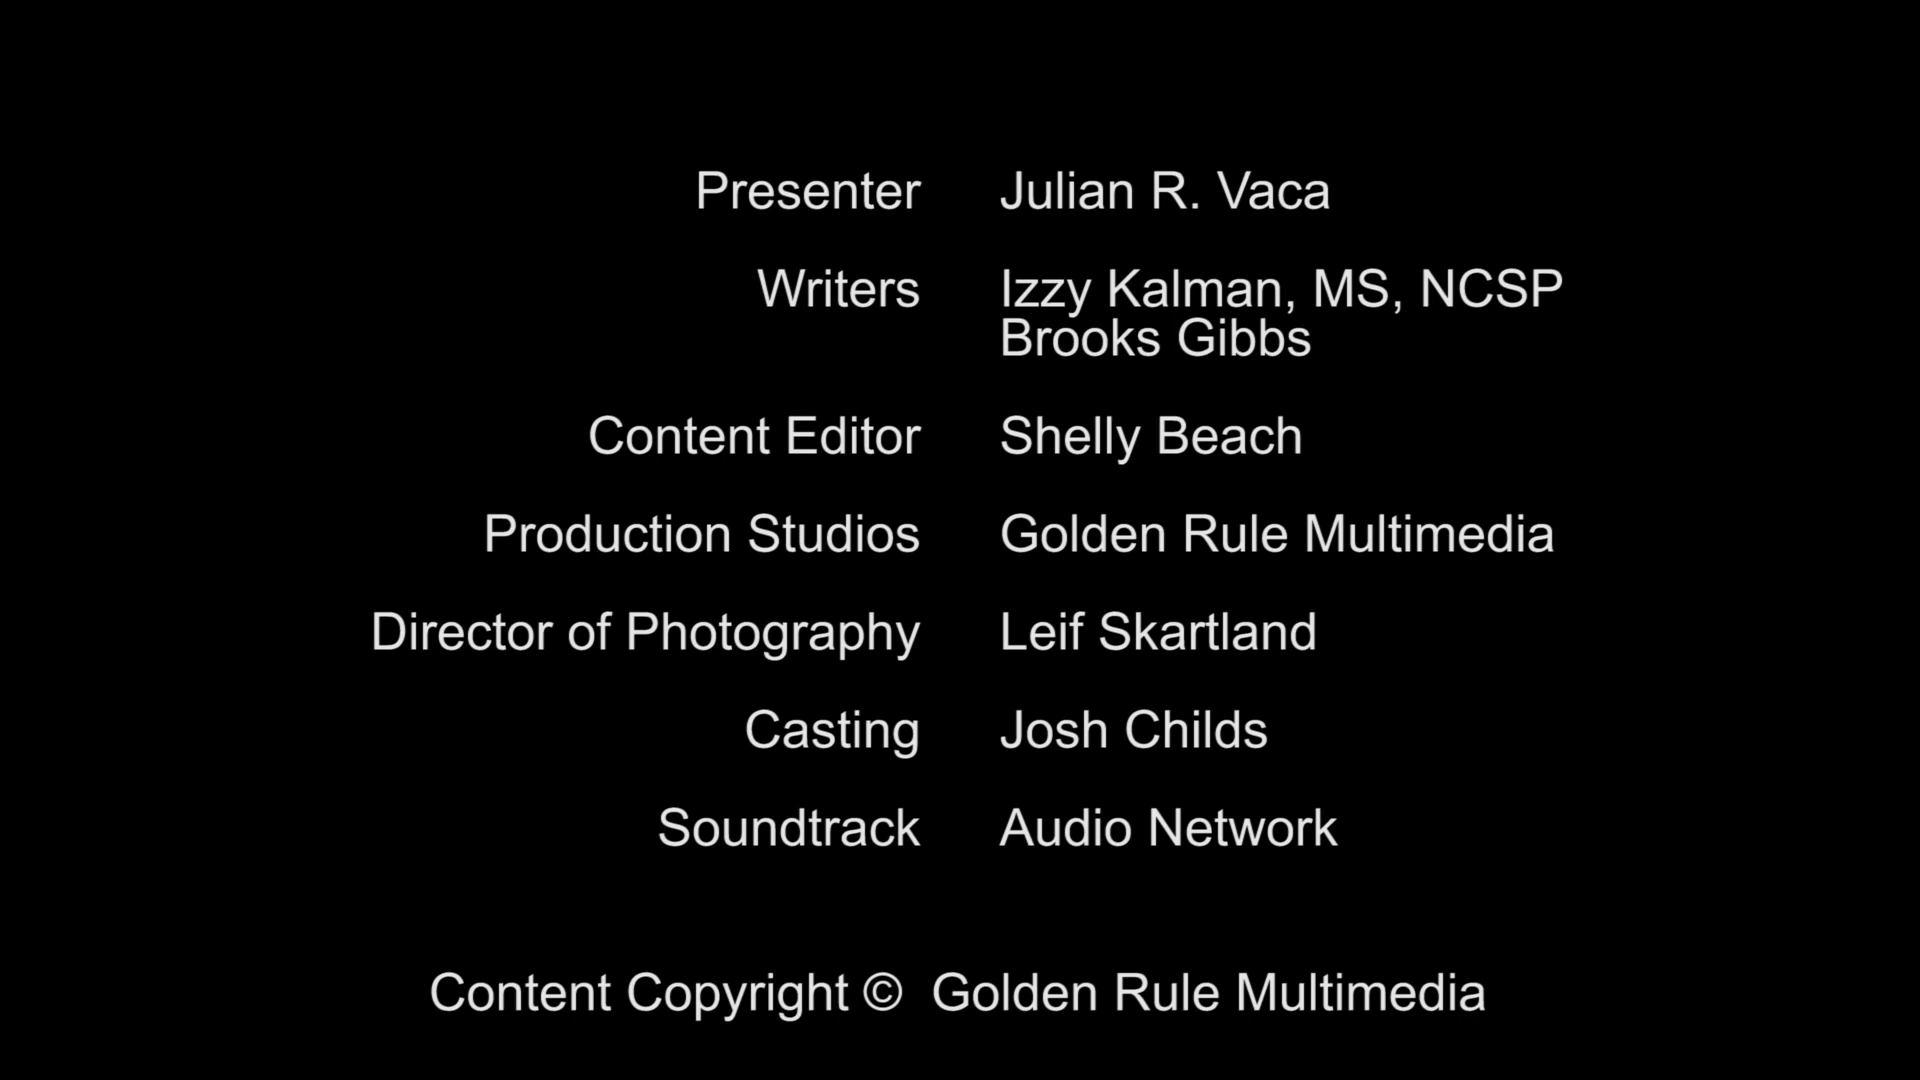 Presenter Julian R. Vaca
Writers Izzy Kalman, MS, NCSP
Brooks Gibbs
Content Editor Shelly Beach
Production Studios Golden Rule Multimedia
Director of Photography Leif Skartland
Casting Josh Childs
Soundtrack Audio Network
Content Copyright © Golden Rule Multimedia